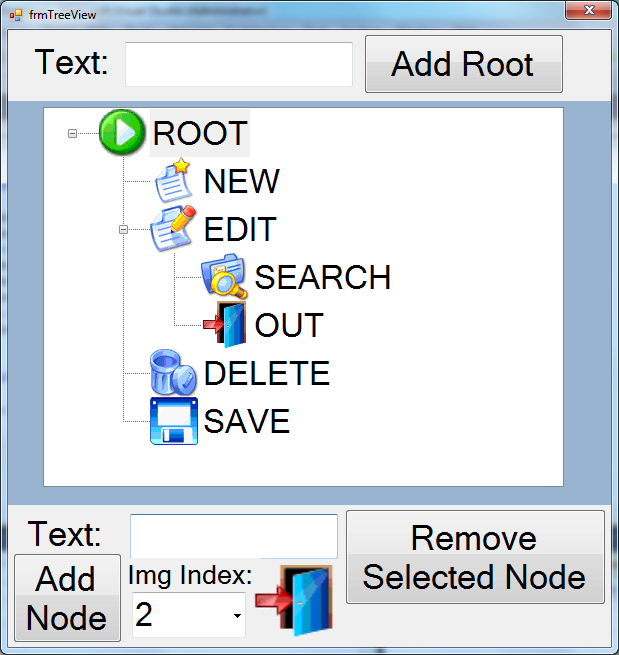 frmTreeView
Text:
Add Root
ROOT
NEW
EDIT
SEARCH
OUT
DELETE
SAVE
Text:
Remove
Selected Node
Add
Node
Img Index:
2